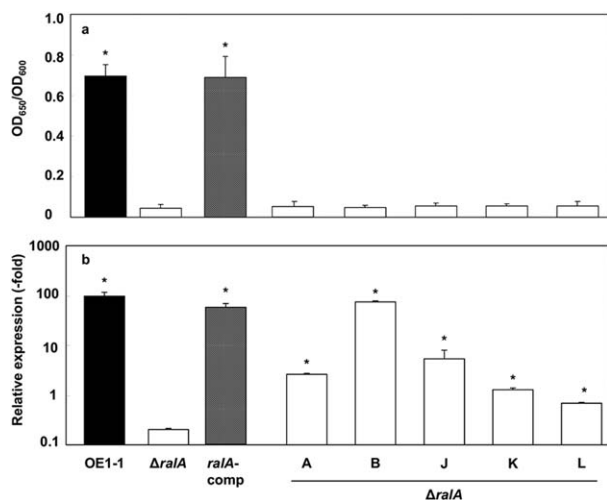 a
1.0
0.8
0.6
0.4
0.2
0
OD650/OD600
* *
b
1000
100
10
1
0.1
Relative expression (-fold)
* * * * * * *
OE1-1 ΔralA ralA- A B J K L
comp
ΔralA